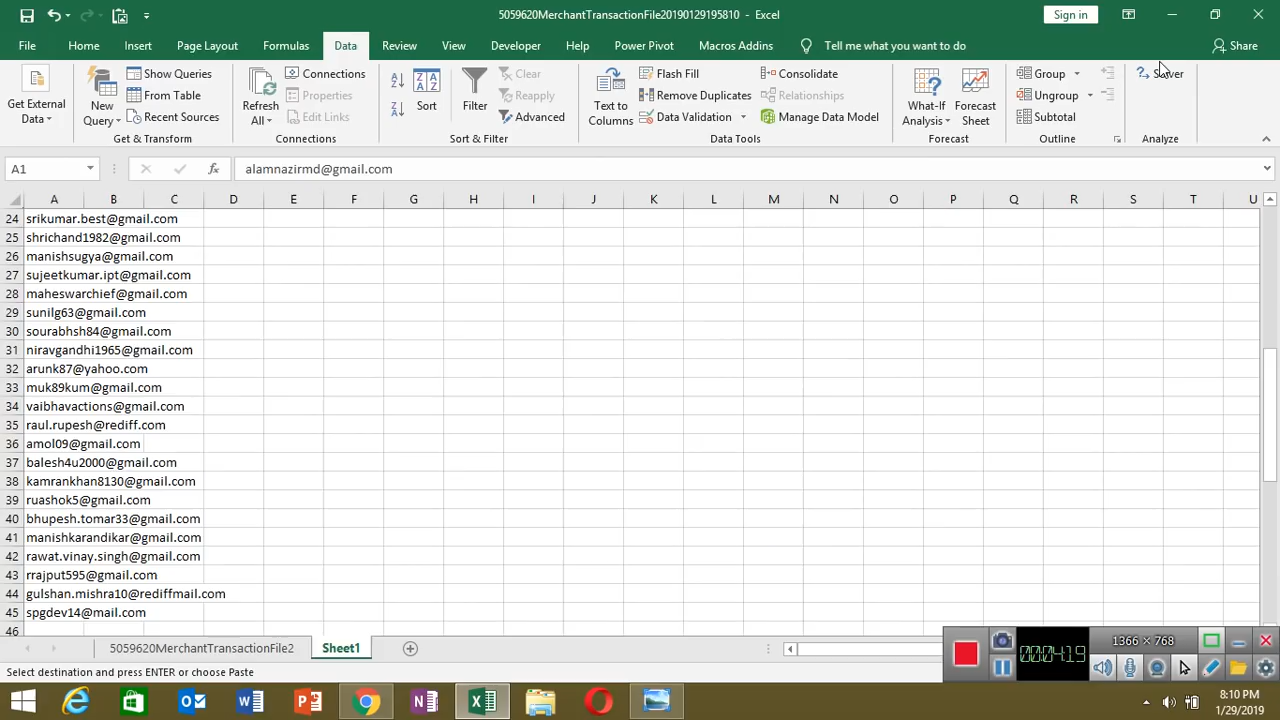 5059620MerchantTransactionFile20190129195810 - Excel
Sign in
File Home Insert Page Layout Formulas Data Review View Developer Help Power Pivot Macros Addins Tell me what you want to do Share
Get External Data
New Query
Show Queries
From Table
Recent Sources
Get & Transform
Refresh All
Connections
Properties
Edit Links
Connections
Sort
Filter
Clear
Reapply
Advanced
Sort & Filter
Text to Columns
Flash Fill
Remove Duplicates
Data Validation
Consolidate
Relationships
Manage Data Model
Data Tools
What-If Analysis
Forecast Sheet
Forecast
Group
Ungroup
Subtotal
Outline
Solver
Analyze
A1 fx alamnazirmd@gmail.com
A B C D E F G H I J K L M N O P Q R S T U
24 srikumar.best@gmail.com
25 shrichand1982@gmail.com
26 manishsugya@gmail.com
27 sujeetkumar.ipt@gmail.com
28 maheswarchief@gmail.com
29 sunilg63@gmail.com
30 sourabhsh84@gmail.com
31 niravgandhi1965@gmail.com
32 arunk87@yahoo.com
33 muk89kum@gmail.com
34 vaibhavactions@gmail.com
35 raul.rupesh@rediff.com
36 amol09@gmail.com
37 balesh4u2000@gmail.com
38 kamrankhan8130@gmail.com
39 ruashok5@gmail.com
40 bhupesh.tomar33@gmail.com
41 manishkarandikar@gmail.com
42 rawat.vinay.singh@gmail.com
43 rrajput595@gmail.com
44 gulshan.mishra10@rediffmail.com
45 spgdev14@mail.com
46
5059620MerchantTransactionFile2 Sheet1
1366 × 768
00:04:19
Select destination and press ENTER or choose Paste
8:10 PM
1/29/2019